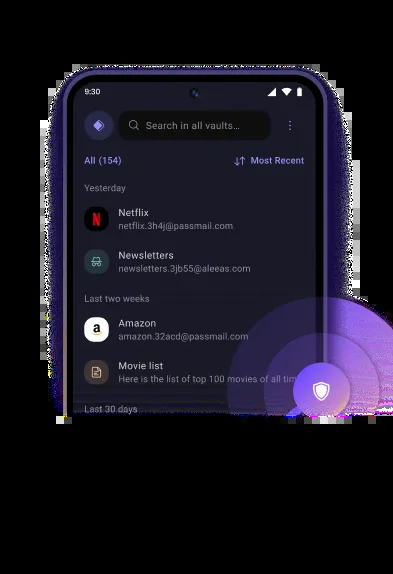 9:30
Search in all vaults...
All (154)
Most Recent
Yesterday
Netflix
netflix.3h4j@passmail.com
Newsletters
newsletters.3jb55@aleeas.com
Last two weeks
Amazon
amazon.32acd@passmail.com
Movie list
Here is the list of top 100 movies of all tim
Last 30 days